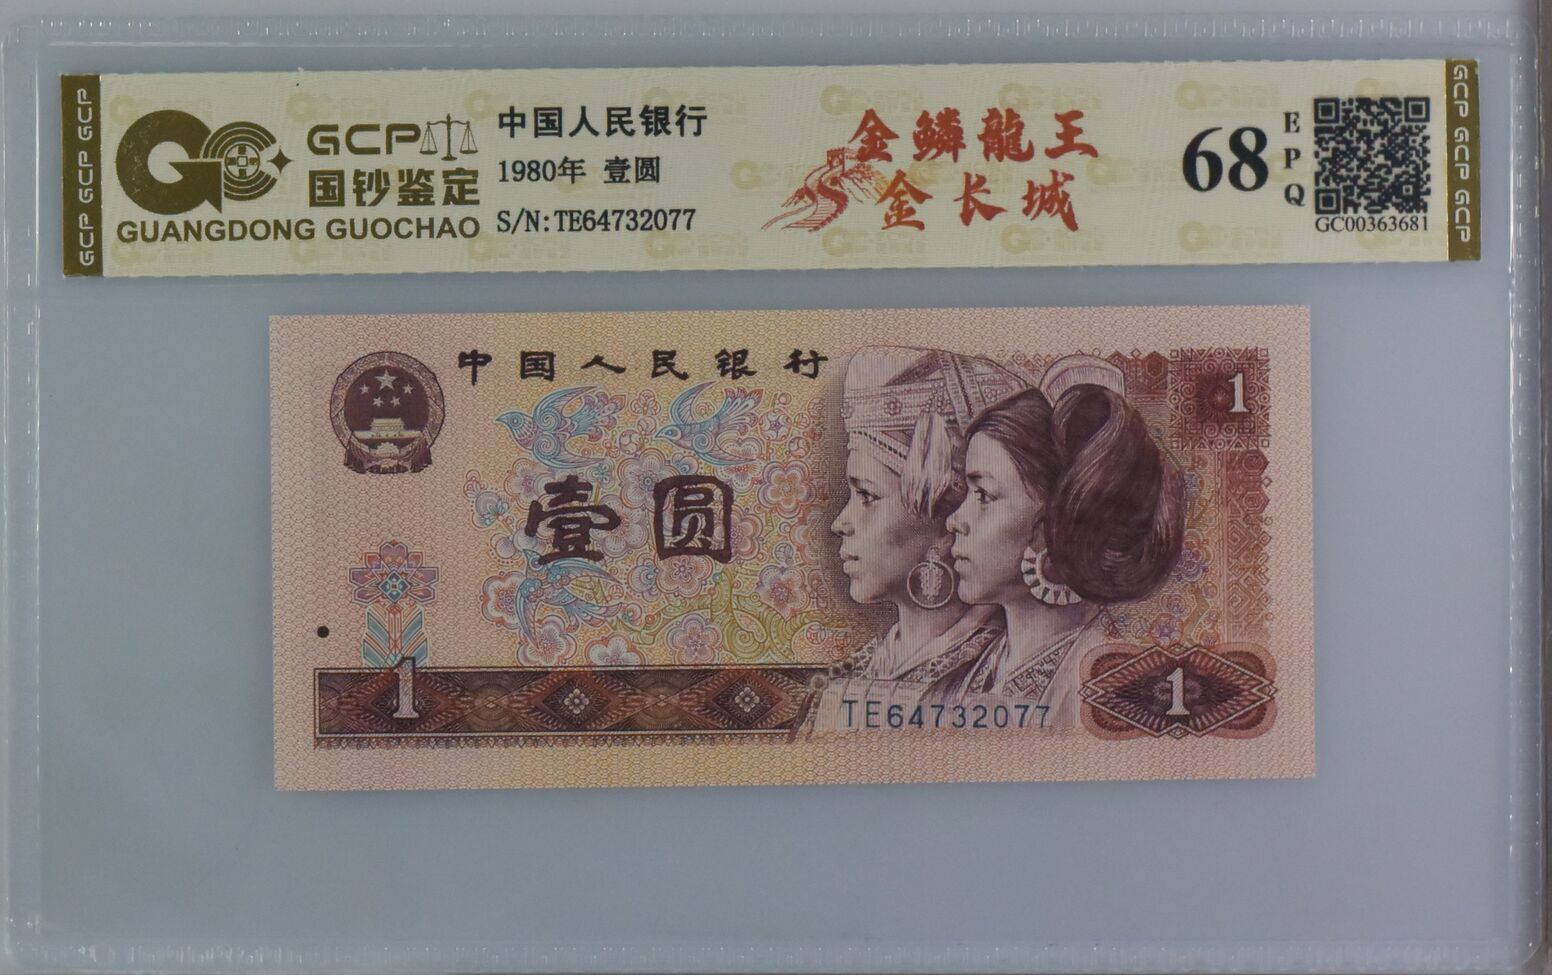 GCP GCP GCP
GCP
国钞鉴定
GUANGDONG GUOCHAO
中国人民银行
1980年 壹圆
S/N:TE64732077
金鳞龍王
金长城
68
EPQ
GC00363681
GCP GCP GCP
中国人民银行
1
壹圆
1
TE64732077
1